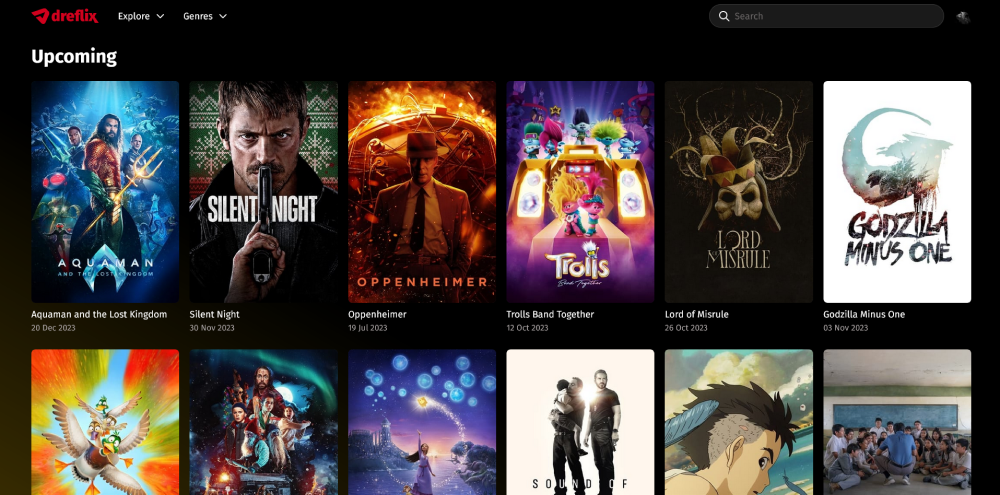 dreflix
Explore
Genres
Search
Upcoming
AQUAMAN
AND THE LOST KINGDOM
SILENT NIGHT
OPPENHEIMER
Trolls
Band Together
LORD
OF MISRULE
GODZILLA
MINUS ONE
Aquaman and the Lost Kingdom
20 Dec 2023
Silent Night
30 Nov 2023
Oppenheimer
19 Jul 2023
Trolls Band Together
12 Oct 2023
Lord of Misrule
26 Oct 2023
Godzilla Minus One
03 Nov 2023
SOUND OF